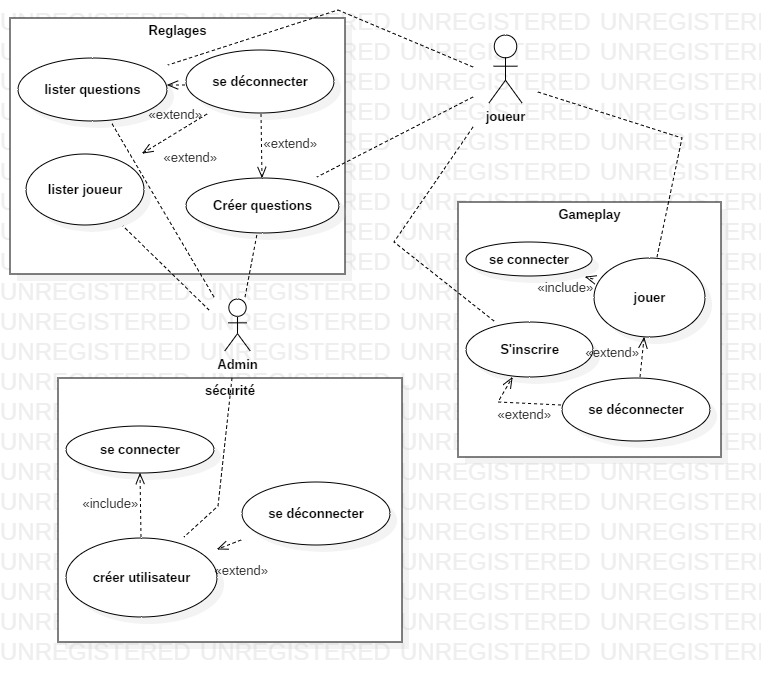 Reglages
lister questions
se déconnecter
«extend»
«extend»
«extend»
lister joueur
Créer questions
joueur
Gameplay
se connecter
«include»
jouer
S'inscrire
«extend»
se déconnecter
«extend»
Admin
sécurité
se connecter
«include»
se déconnecter
créer utilisateur
«extend»
UNREGISTERED UNREGISTERED UNREGISTERED